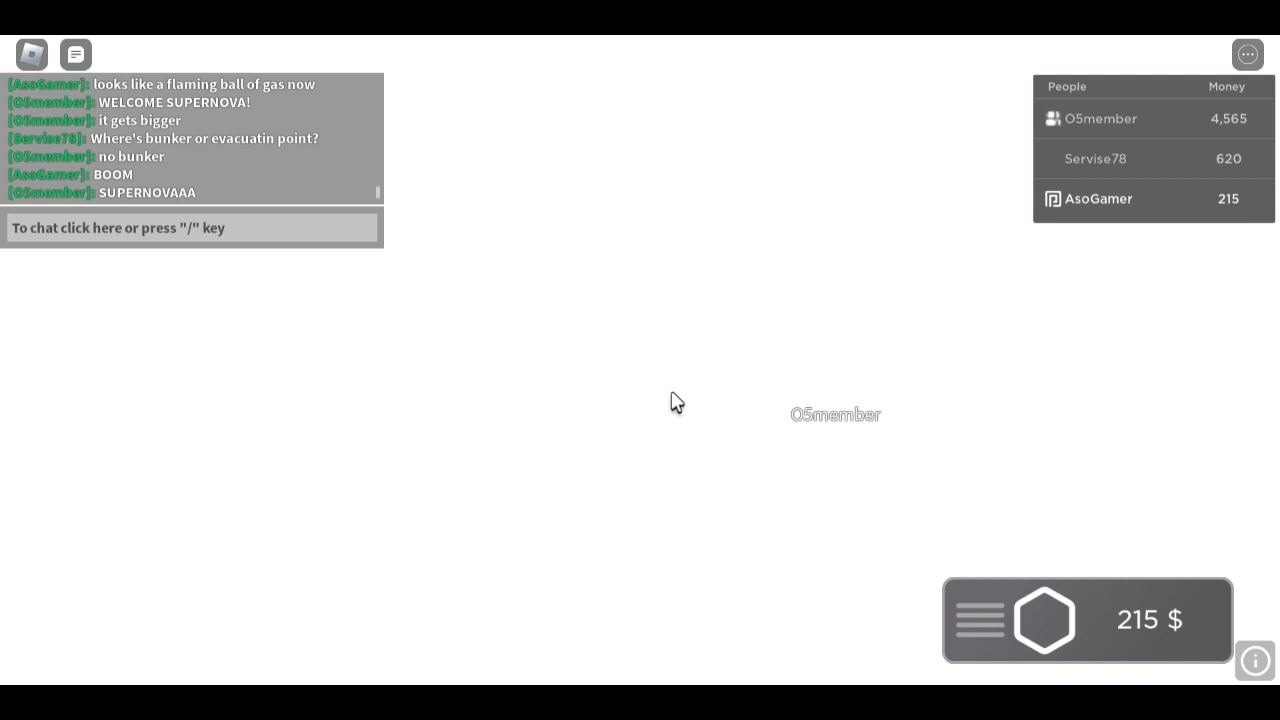 [AsoGamer]: looks like a flaming ball of gas now
[O5member]: WELCOME SUPERNOVA!
[O5member]: it gets bigger
[Servise78]: Where's bunker or evacuatin point?
[O5member]: no bunker
[AsoGamer]: BOOM
[O5member]: SUPERNOVAAA
To chat click here or press "/" key
People Money
O5member 4,565
Servise78 620
AsoGamer 215
O5member
215 $